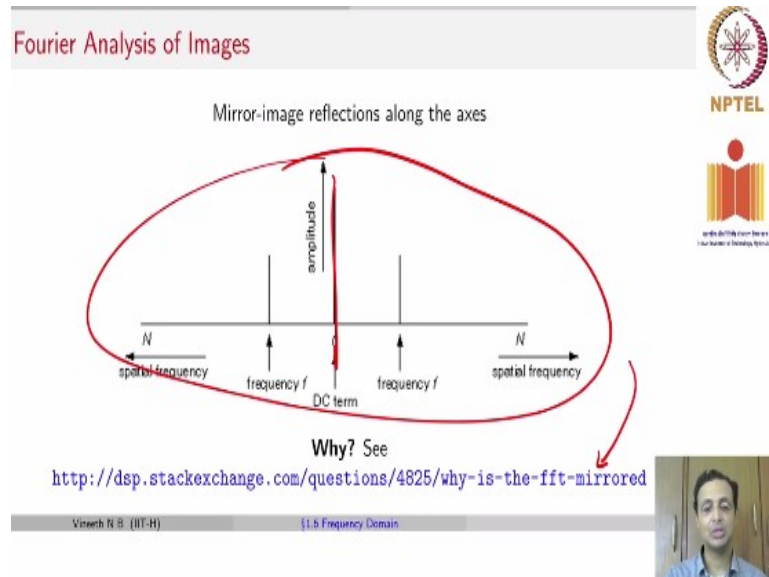 Fourier Analysis of Images
NPTEL
Mirror-image reflections along the axes
amplitude
N
N
spatial frequency
spatial frequency
frequency f
frequency f
DC term
Why? See
http://dsp.stackexchange.com/questions/4825/why-is-the-fft-mirrored
Vineeth N B (IIT-H)
§1.5 Frequency Domain